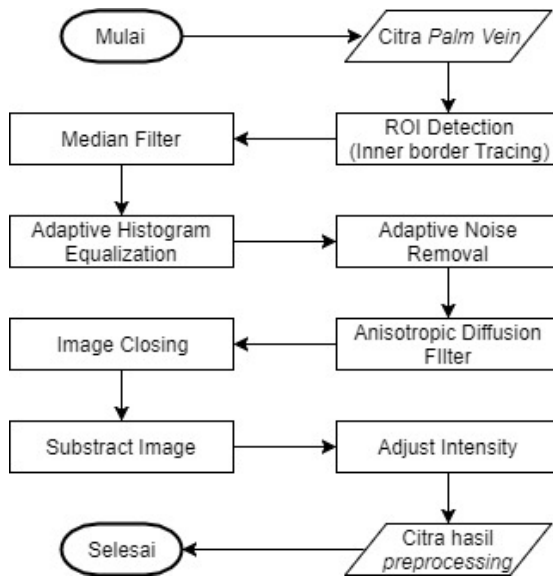 Mulai
Citra Palm Vein
ROI Detection
(Inner border Tracing)
Median Filter
Adaptive Histogram
Equalization
Adaptive Noise
Removal
Anisotropic Diffusion
FIlter
Image Closing
Substract Image
Adjust Intensity
Citra hasil
preprocessing
Selesai